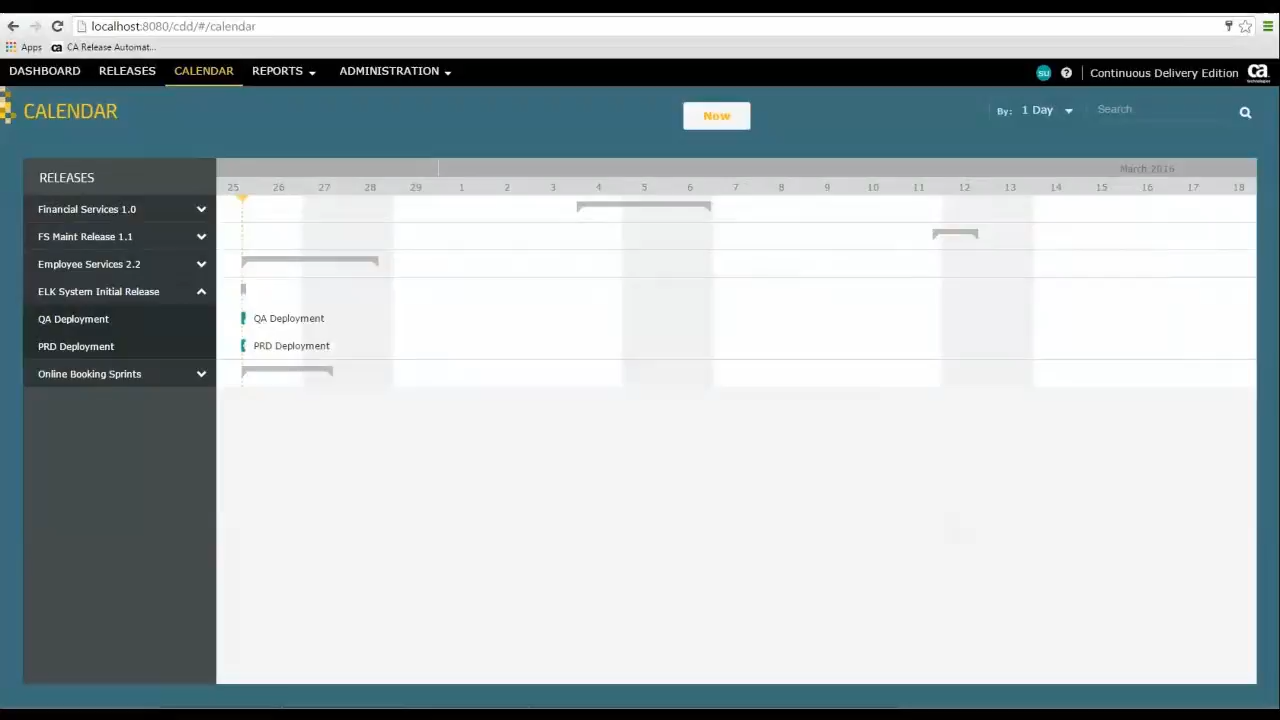 localhost:8080/cdd/#/calendar
Apps ca CA Release Automat...
DASHBOARD RELEASES CALENDAR REPORTS ADMINISTRATION SU ? Continuous Delivery Edition ca technologies
CALENDAR Now By: 1 Day Search
RELEASES March 2016
25 26 27 28 29 1 2 3 4 5 6 7 8 9 10 11 12 13 14 15 16 17 18
Financial Services 1.0
FS Maint Release 1.1
Employee Services 2.2
ELK System Initial Release
QA Deployment QA Deployment
PRD Deployment PRD Deployment
Online Booking Sprints